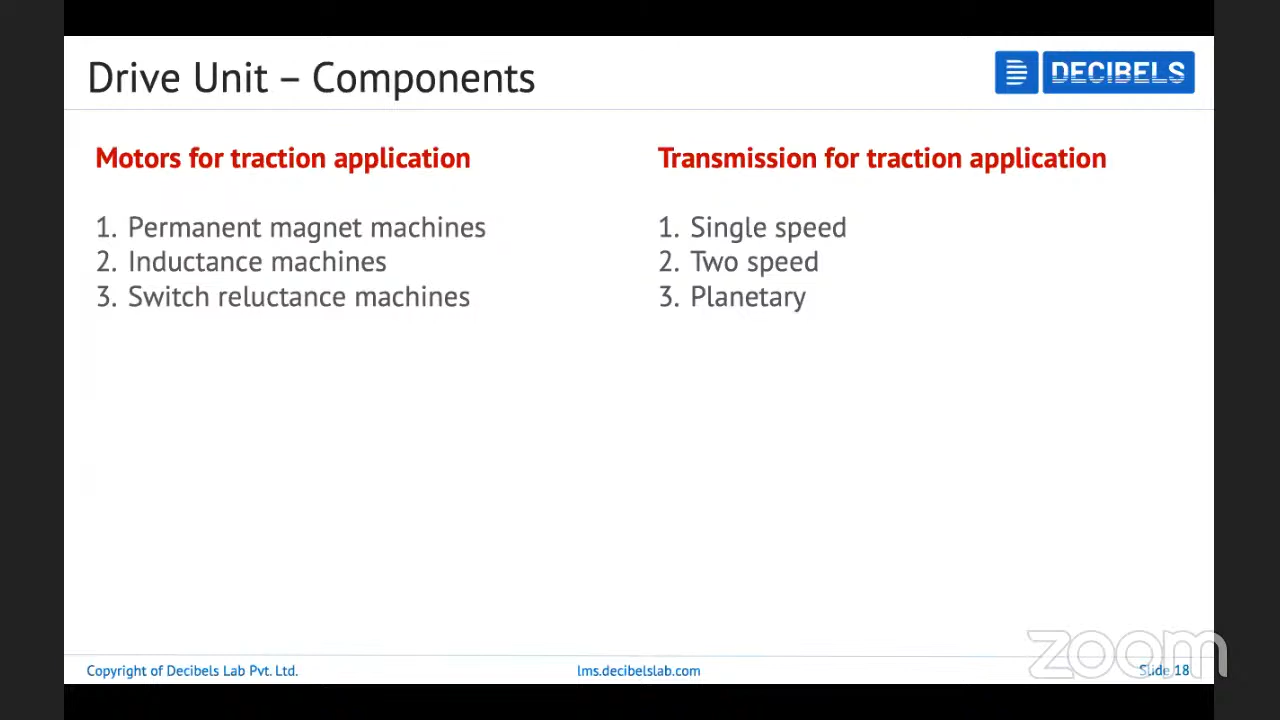 Drive Unit – Components
DECIBELS
Motors for traction application
1. Permanent magnet machines
2. Inductance machines
3. Switch reluctance machines
Transmission for traction application
1. Single speed
2. Two speed
3. Planetary
Copyright of Decibels Lab Pvt. Ltd.
lms.decibelslab.com
Slide 18
zoom